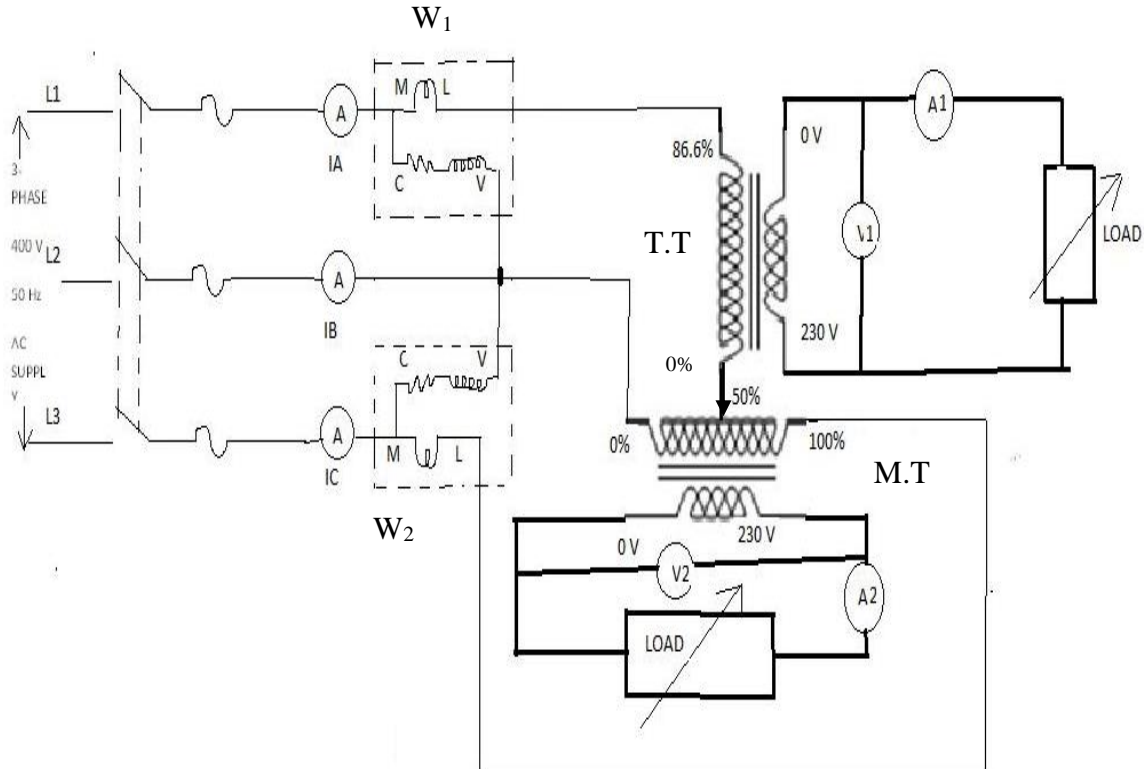 W1
L1
3-
PHASE
400 V
L2
50 Hz
AC
SUPPL
V
L3
A
IA
M L
C V
A
IB
C V
M L
A
IC
W2
86.6%
T.T
0%
50%
0%
100%
M.T
0 V
230 V
V1
A1
LOAD
0 V
230 V
V2
A2
LOAD